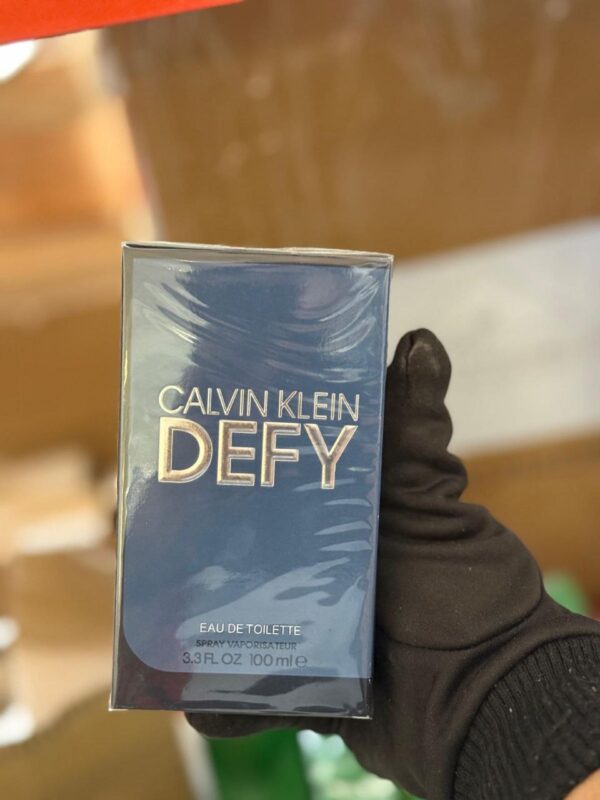 CALVIN KLEIN
DEFY
EAU DE TOILETTE
SPRAY VAPORISATEUR
3.3 FL OZ 100 ml ℮